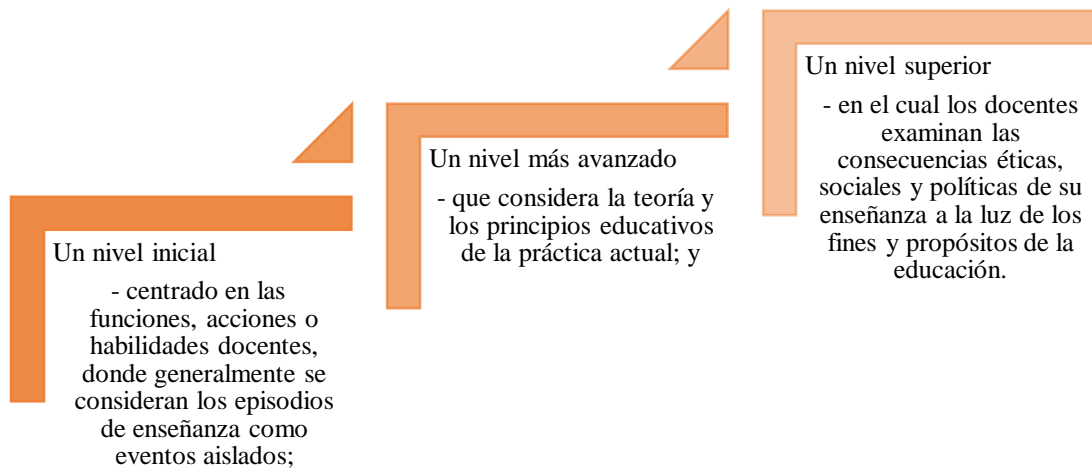 Un nivel inicial
- centrado en las
funciones, acciones o
habilidades docentes,
donde generalmente se
consideran los episodios
de enseñanza como
eventos aislados;
Un nivel más avanzado
- que considera la teoría y
los principios educativos
de la práctica actual; y
Un nivel superior
- en el cual los docentes
examinan las
consecuencias éticas,
sociales y políticas de su
enseñanza a la luz de los
fines y propósitos de la
educación.